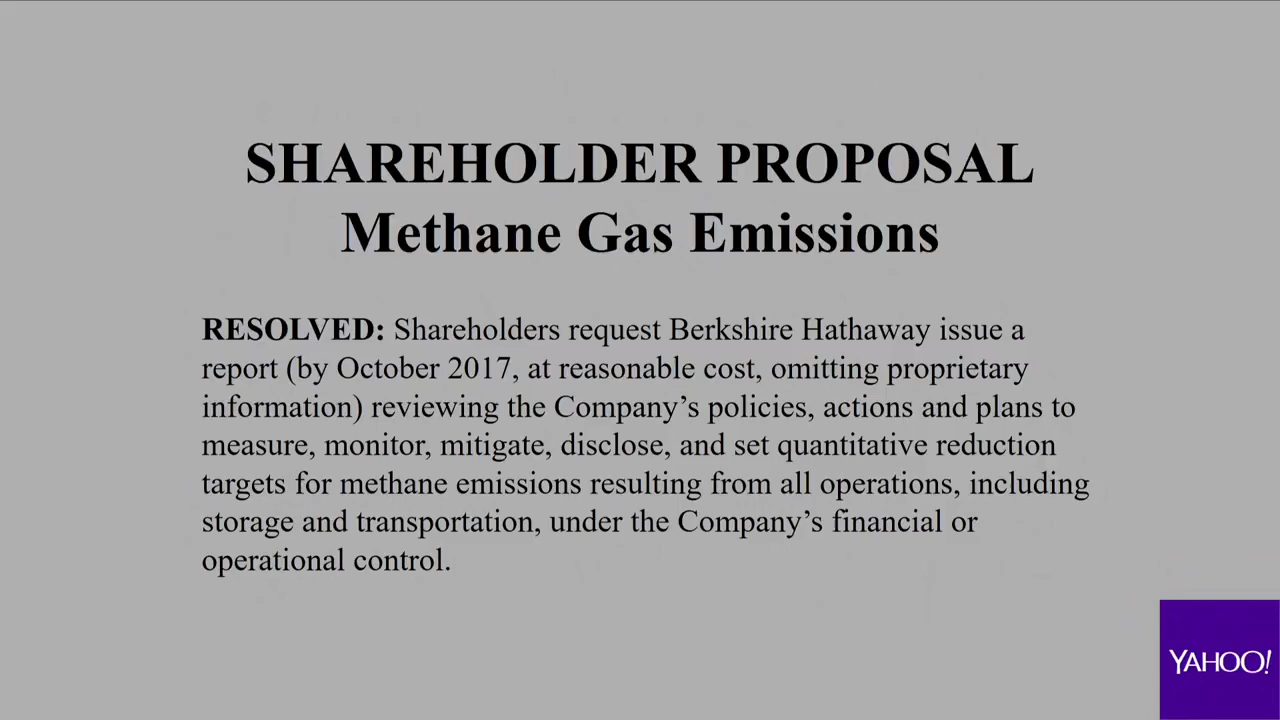 SHAREHOLDER PROPOSAL
Methane Gas Emissions
RESOLVED: Shareholders request Berkshire Hathaway issue a
report (by October 2017, at reasonable cost, omitting proprietary
information) reviewing the Company’s policies, actions and plans to
measure, monitor, mitigate, disclose, and set quantitative reduction
targets for methane emissions resulting from all operations, including
storage and transportation, under the Company’s financial or
operational control.
YAHOO!